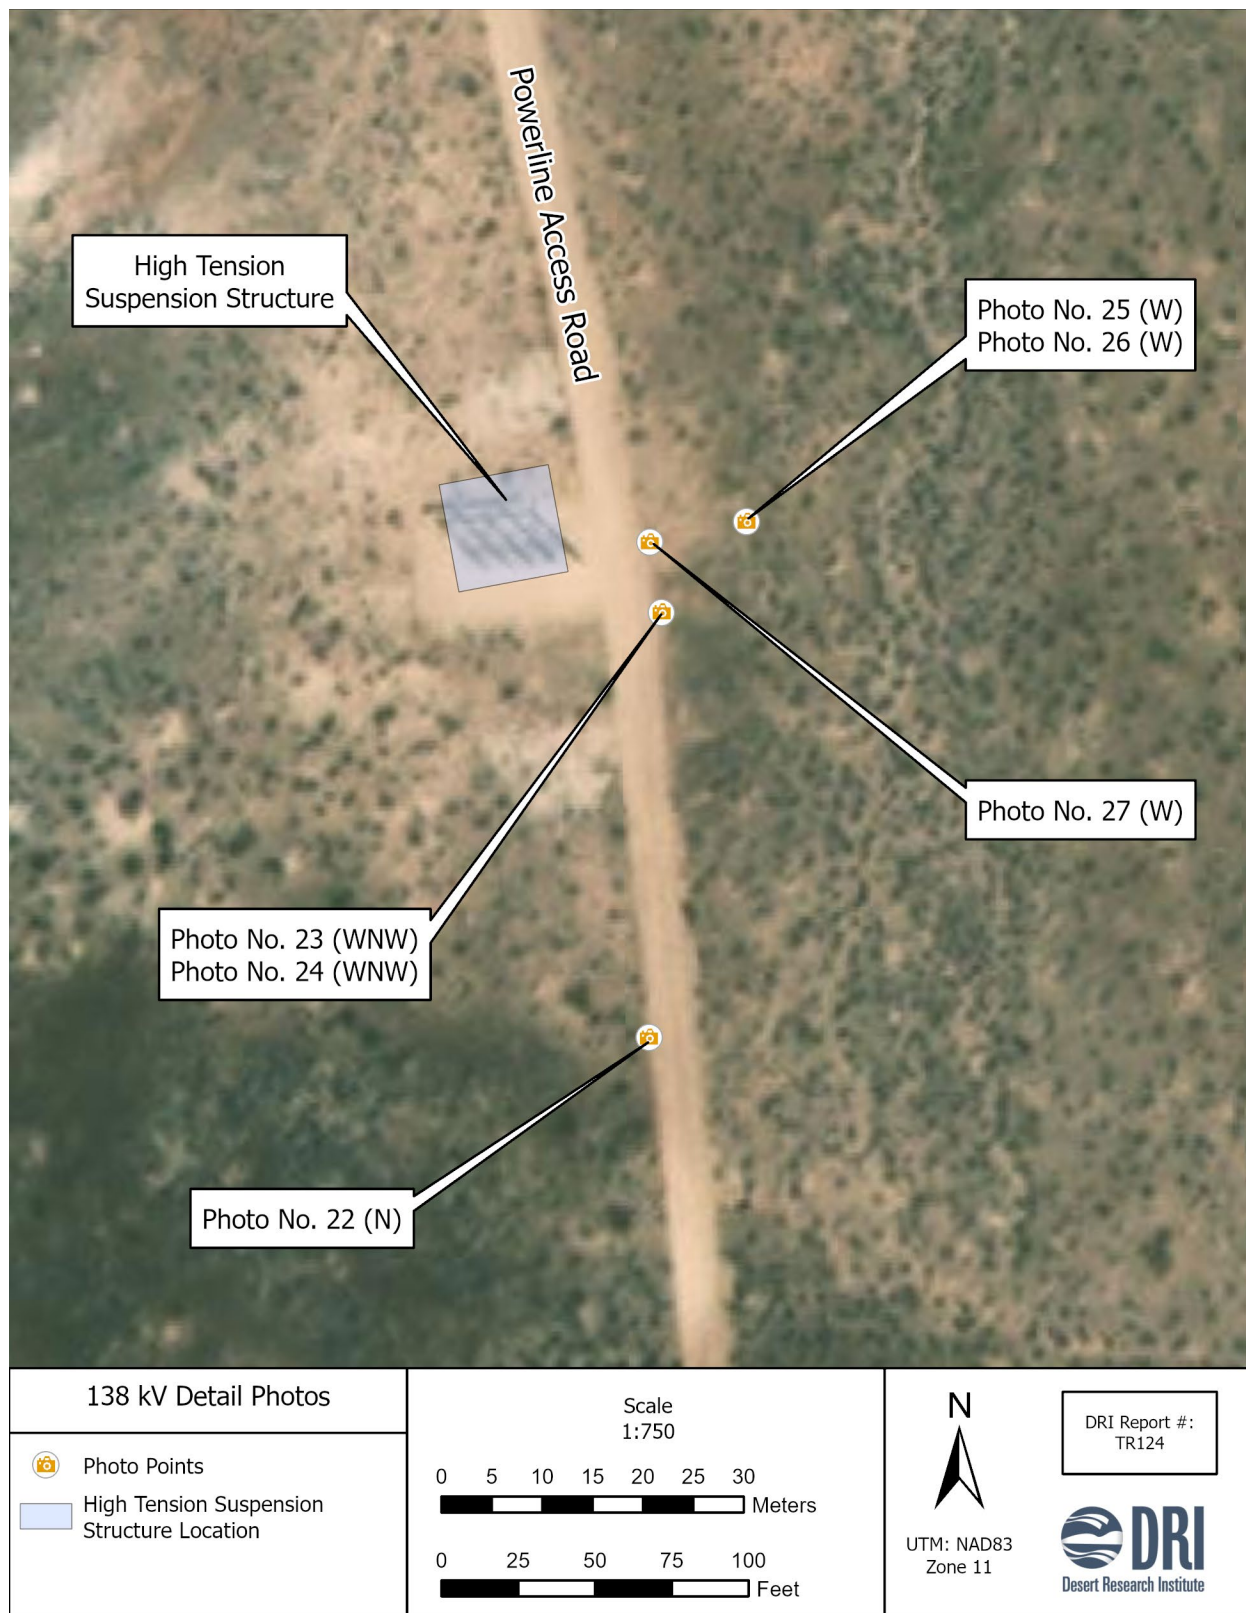 Powerline Access Road
High Tension
Suspension Structure
Photo No. 25 (W)
Photo No. 26 (W)
Photo No. 27 (W)
Photo No. 23 (WNW)
Photo No. 24 (WNW)
Photo No. 22 (N)
138 kV Detail Photos
Photo Points
High Tension Suspension
Structure Location
Scale
1:750
0 5 10 15 20 25 30
Meters
0 25 50 75 100
Feet
N
UTM: NAD83
Zone 11
DRI Report #:
TR124
DRI
Desert Research Institute